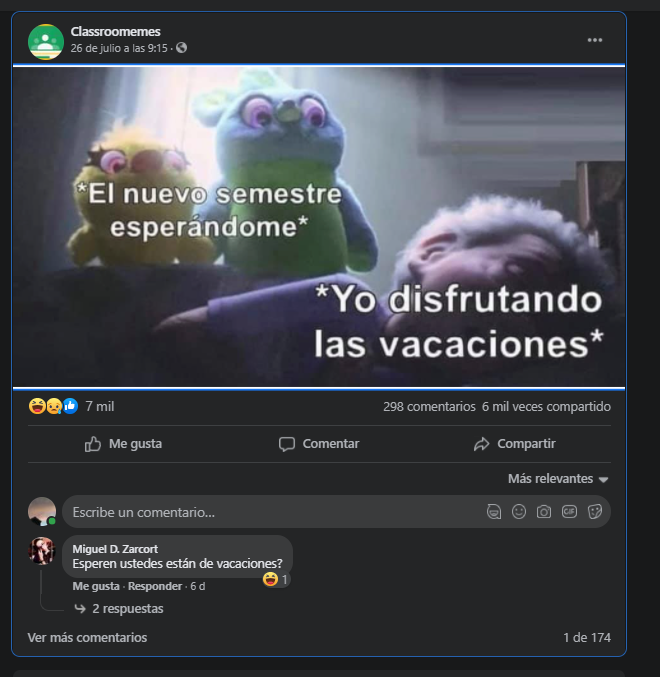 Classroomemes
26 de julio a las 9:15 ·
*El nuevo semestre
esperándome*
*Yo disfrutando
las vacaciones*
7 mil
298 comentarios 6 mil veces compartido
Me gusta Comentar Compartir
Más relevantes
Escribe un comentario...
GIF
Miguel D. Zarcort
Esperen ustedes están de vacaciones?
1
Me gusta · Responder · 6 d
2 respuestas
Ver más comentarios 1 de 174